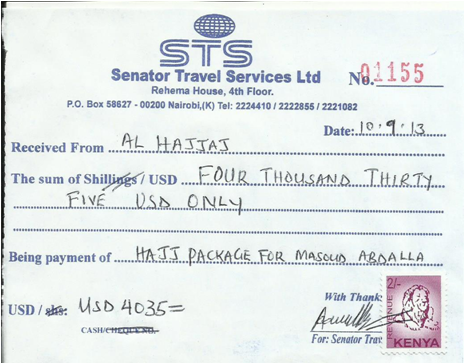 STS
Senator Travel Services Ltd
Rehema House, 4th Floor.
No. 01155
P.O. Box 58627 - 00200 Nairobi,(K) Tel: 2224410 / 2222855 / 2221082
Date: 10.9.13
Received From AL HAJJAJ
The sum of Shillings / USD FOUR THOUSAND THIRTY
FIVE USD ONLY
Being payment of HAJJ PACKAGE FOR MASOUD ABDALLA
USD / shs: USD 4035=
CASH/CHEQUE NO.
With Thank
For: Senator Trav
2/-
REVENUE
KENYA